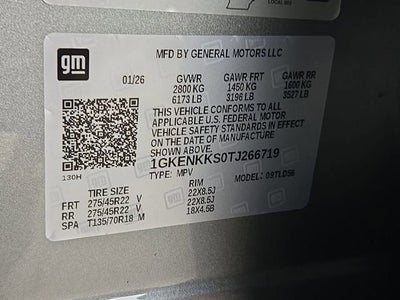 LOCAL 602
gm
MFD BY GENERAL MOTORS LLC
01/26 GVWR GAWR FRT GAWR RR
2800 KG 1450 KG 1600 KG
6173 LB 3196 LB 3527 LB
THIS VEHICLE CONFORMS TO ALL
APPLICABLE U.S. FEDERAL MOTOR
VEHICLE SAFETY STANDARDS IN
EFFECT ON THE DATE OF
MANUFACTURE SHOWN ABOVE.
1GKENKKS0TJ266719
130H TYPE: MPV MODEL: 09TLD56
TIRE SIZE RIM
FRT 275/45R22 V 22X8.5J
RR 275/45R22 V 22X8.5J
SPA T135/70R18 M 18X4.5B